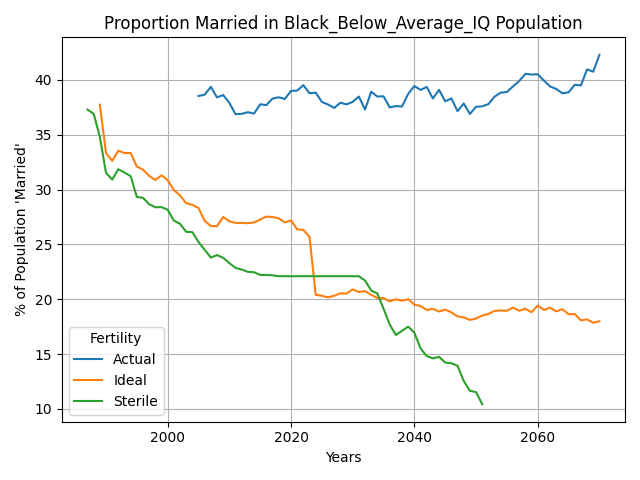 Proportion Married in Black_Below_Average_IQ Population
% of Population 'Married'
40
35
30
25
20
15
10
Fertility
Actual
Ideal
Sterile
2000 2020 2040 2060
Years